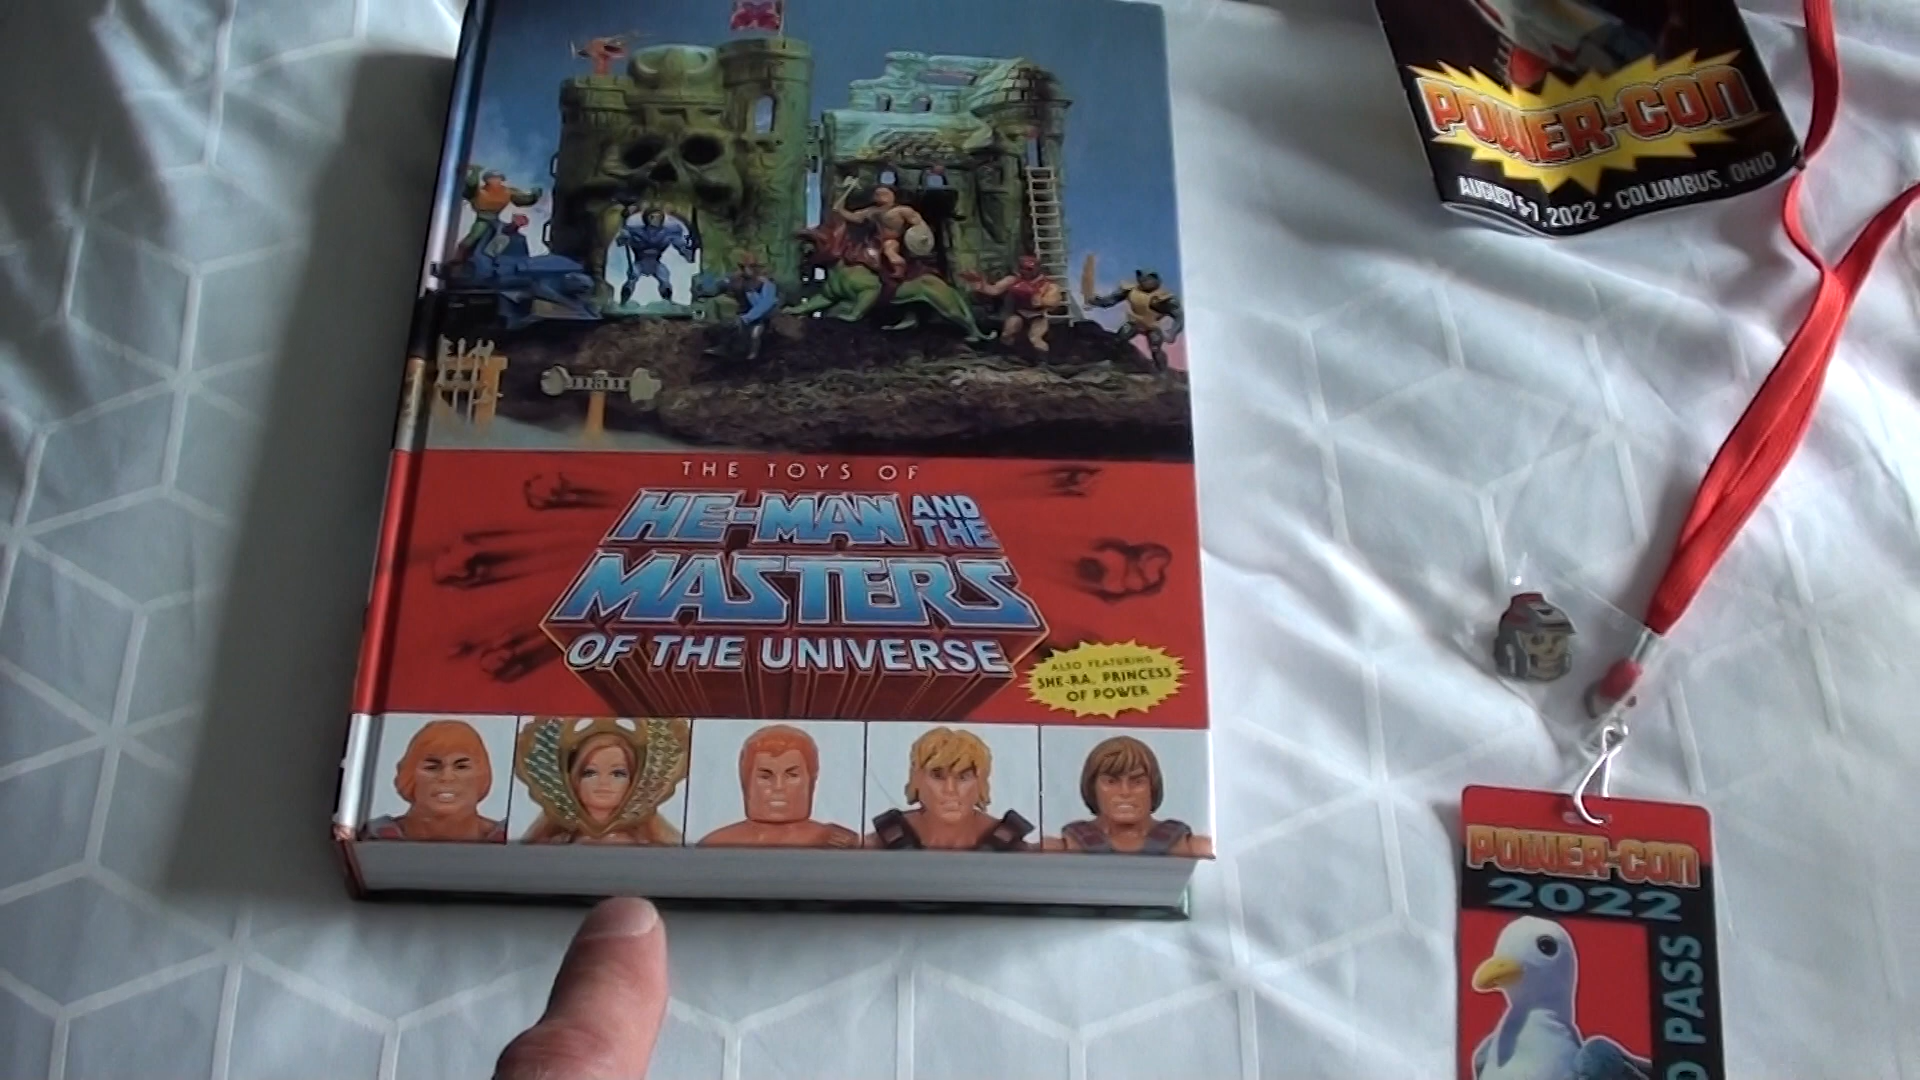 THE TOYS OF
HE-MAN AND THE
MASTERS
OF THE UNIVERSE
ALSO FEATURING
SHE-RA, PRINCESS
OF POWER
POWER-CON
AUGUST 5-7, 2022 - COLUMBUS, OHIO
POWER-CON
2022
PASS